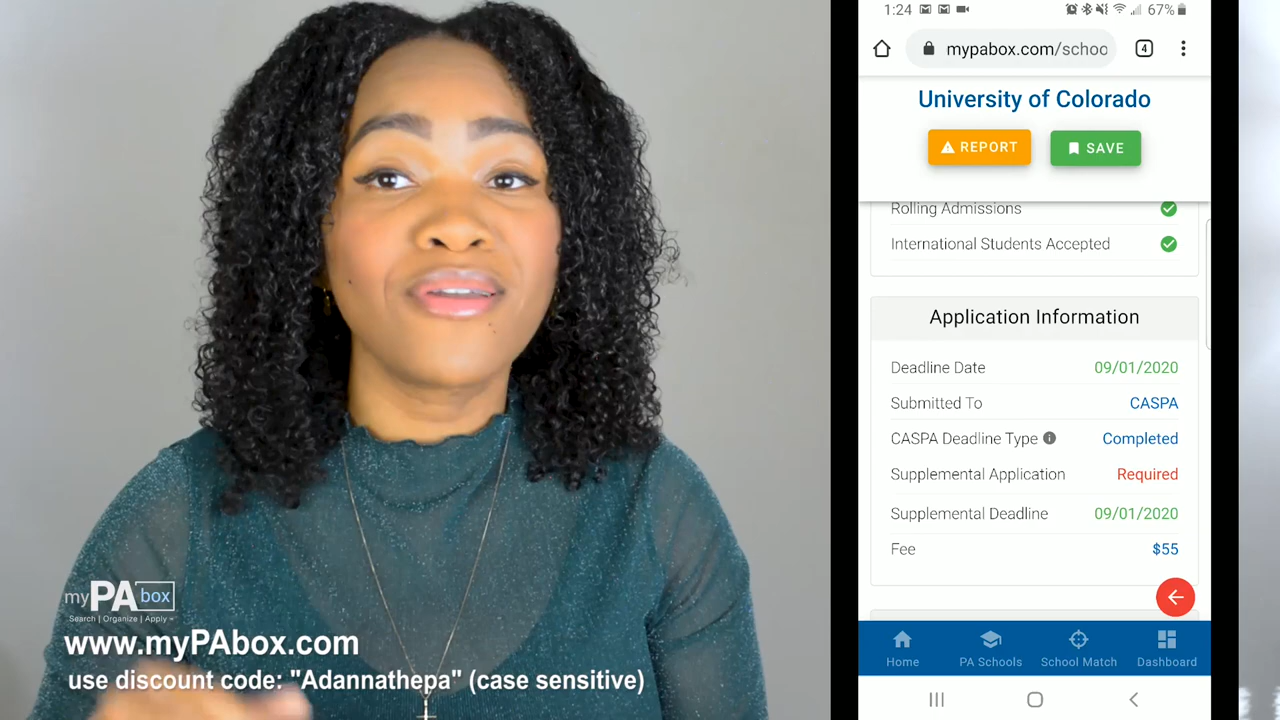 1:24
67%
mypabox.com/schoo
4
University of Colorado
REPORT
SAVE
Rolling Admissions
International Students Accepted
Application Information
Deadline Date 09/01/2020
Submitted To CASPA
CASPA Deadline Type Completed
Supplemental Application Required
Supplemental Deadline 09/01/2020
Fee $55
Home
PA Schools
School Match
Dashboard
myPAbox
Search | Organize | Apply
www.myPAbox.com
use discount code: "Adannathepa" (case sensitive)